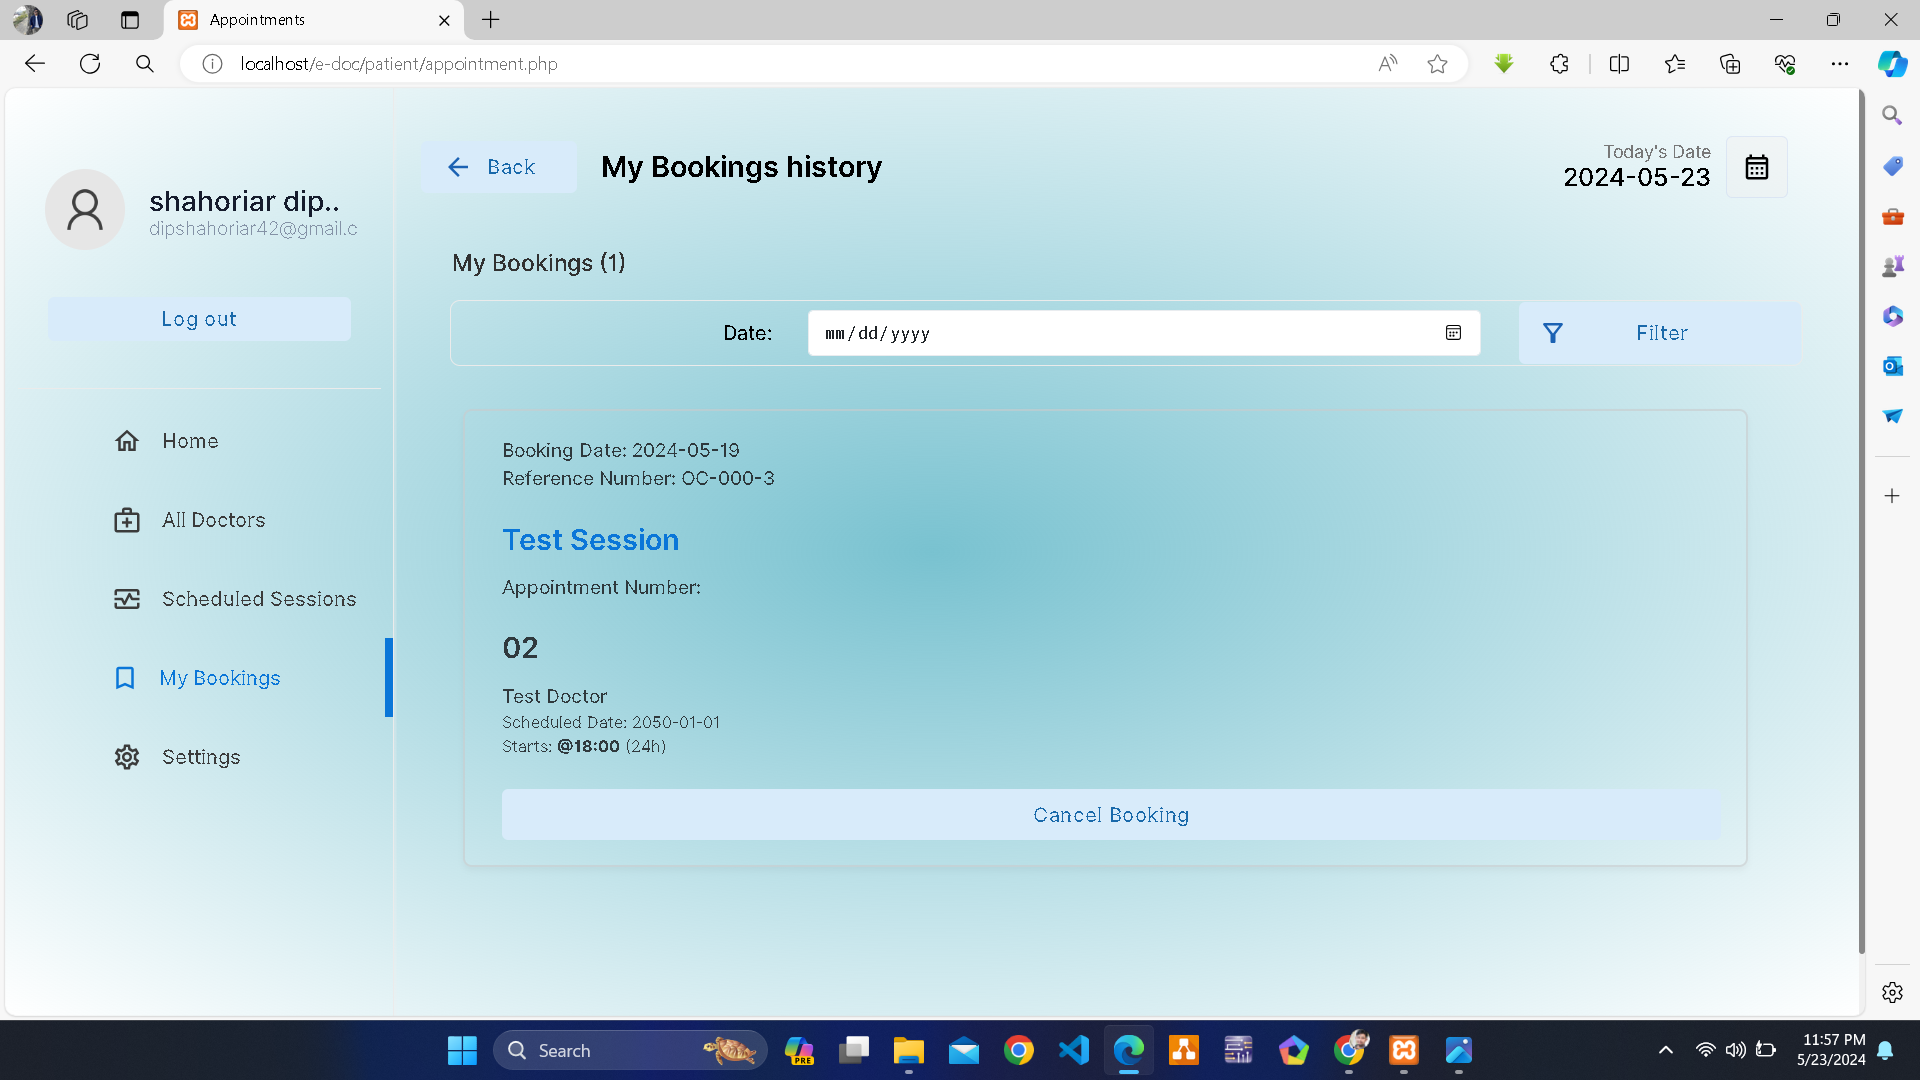 Appointments
localhost/e-doc/patient/appointment.php
shahoriar dip..
dipshahoriar42@gmail.c
Log out
Home
All Doctors
Scheduled Sessions
My Bookings
Settings
Back
My Bookings history
Today's Date
2024-05-23
My Bookings (1)
Date:
mm/dd/yyyy
Filter
Booking Date: 2024-05-19
Reference Number: OC-000-3
Test Session
Appointment Number:
02
Test Doctor
Scheduled Date: 2050-01-01
Starts: @18:00 (24h)
Cancel Booking
Search
PRE
11:57 PM
5/23/2024